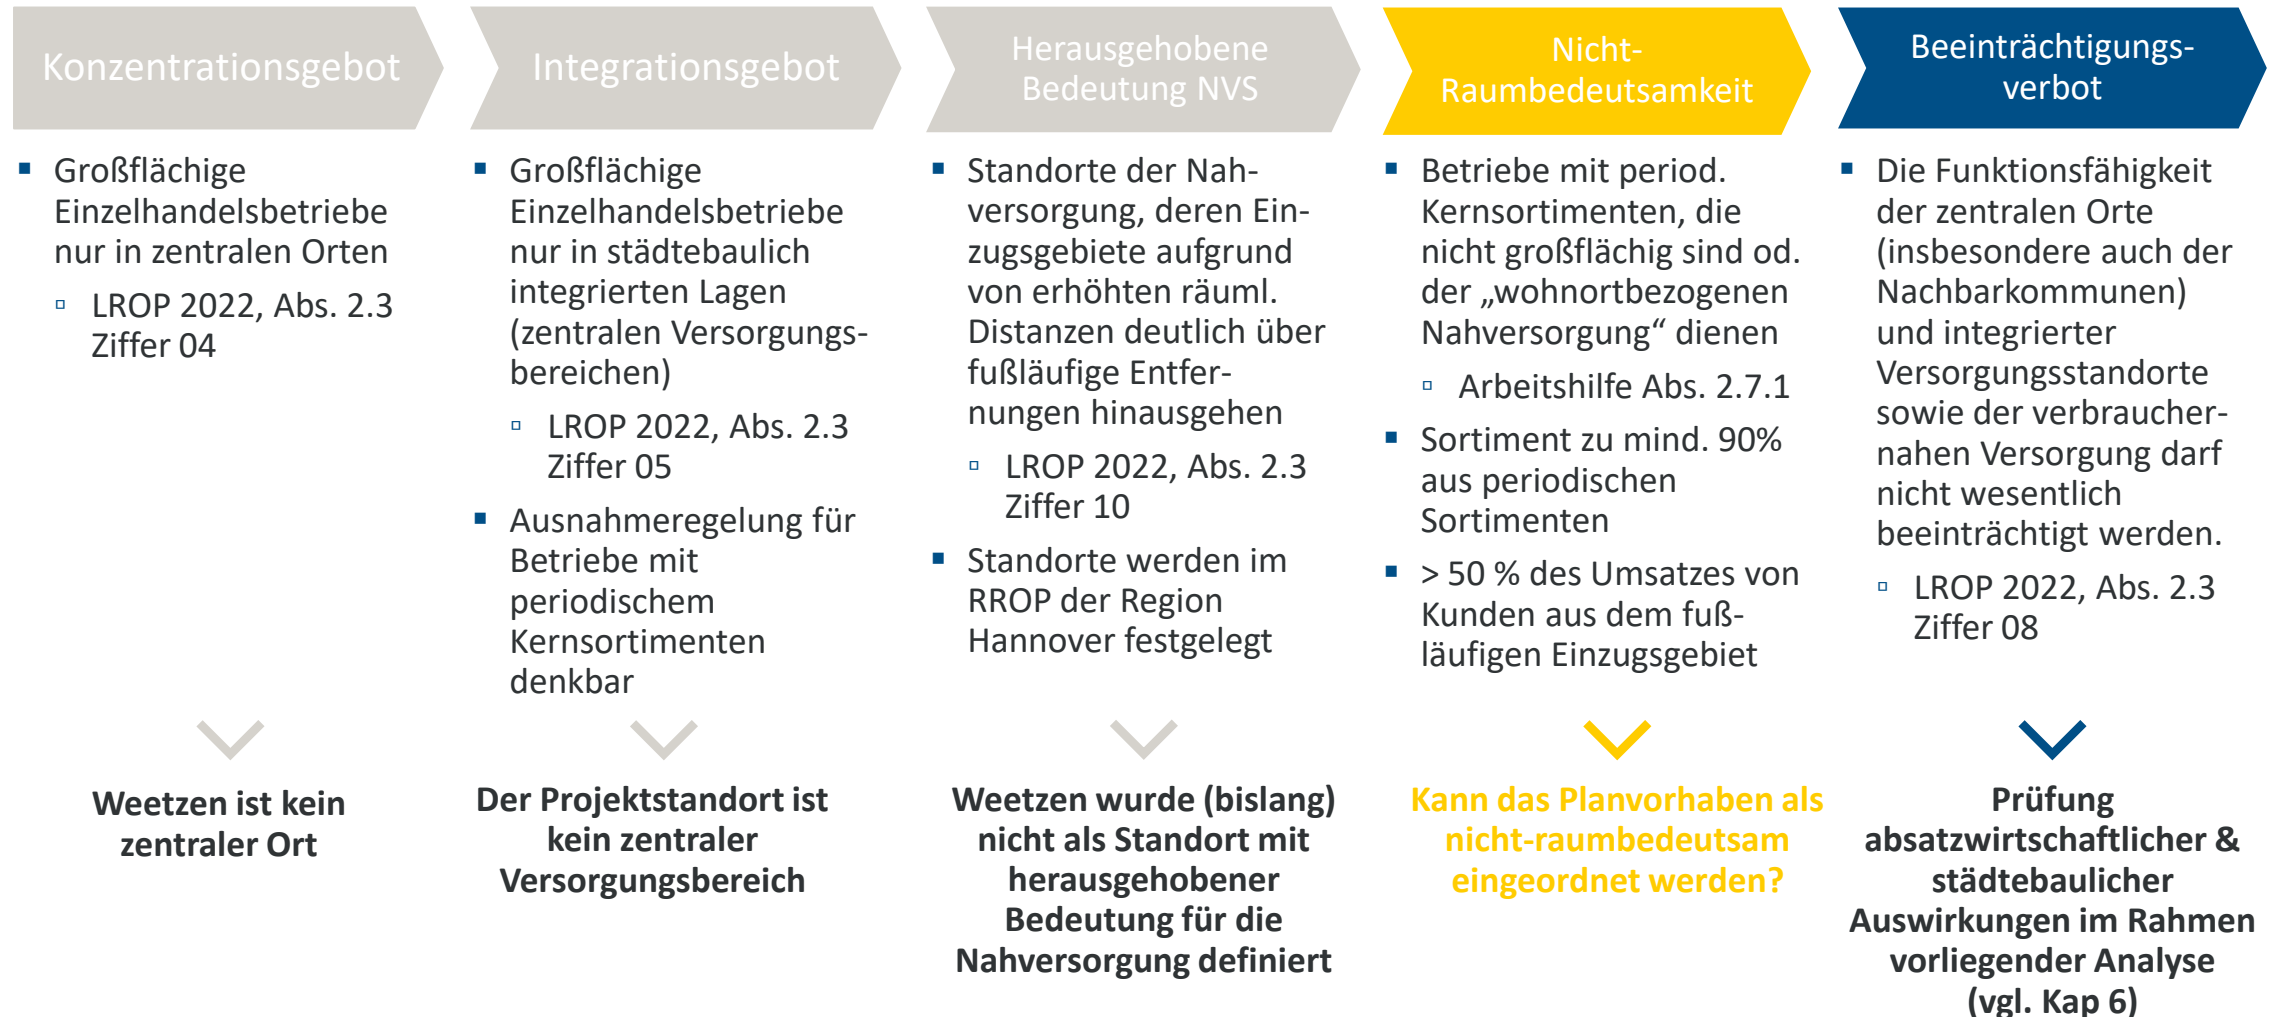 Konzentrationsgebot
Großflächige
Einzelhandelsbetriebe
nur in zentralen Orten
LROP 2022, Abs. 2.3
Ziffer 04
Weetzen ist kein
zentraler Ort
Integrationsgebot
Großflächige
Einzelhandelsbetriebe
nur in städtebaulich
integrierten Lagen
(zentralen Versorgungs-
bereichen)
LROP 2022, Abs. 2.3
Ziffer 05
Ausnahmeregelung für
Betriebe mit
periodischem
Kernsortimenten
denkbar
Der Projektstandort ist
kein zentraler
Versorgungsbereich
Herausgehobene
Bedeutung NVS
Standorte der Nah-
versorgung, deren Ein-
zugsgebiete aufgrund
von erhöhten räuml.
Distanzen deutlich über
fußläufige Entfer-
nungen hinausgehen
LROP 2022, Abs. 2.3
Ziffer 10
Standorte werden im
RROP der Region
Hannover festgelegt
Weetzen wurde (bislang)
nicht als Standort mit
herausgehobener
Bedeutung für die
Nahversorgung definiert
Nicht-
Raumbedeutsamkeit
Betriebe mit period.
Kernsortimenten, die
nicht großflächig sind od.
der „wohnortbezogenen
Nahversorgung“ dienen
Arbeitshilfe Abs. 2.7.1
Sortiment zu mind. 90%
aus periodischen
Sortimenten
> 50 % des Umsatzes von
Kunden aus dem fuß-
läufigen Einzugsgebiet
Kann das Planvorhaben als
nicht-raumbedeutsam
eingeordnet werden?
Beeinträchtigungs-
verbot
Die Funktionsfähigkeit
der zentralen Orte
(insbesondere auch der
Nachbarkommunen)
und integrierter
Versorgungsstandorte
sowie der verbraucher-
nahen Versorgung darf
nicht wesentlich
beeinträchtigt werden.
LROP 2022, Abs. 2.3
Ziffer 08
Prüfung
absatzwirtschaftlicher &
städtebaulicher
Auswirkungen im Rahmen
vorliegender Analyse
(vgl. Kap 6)